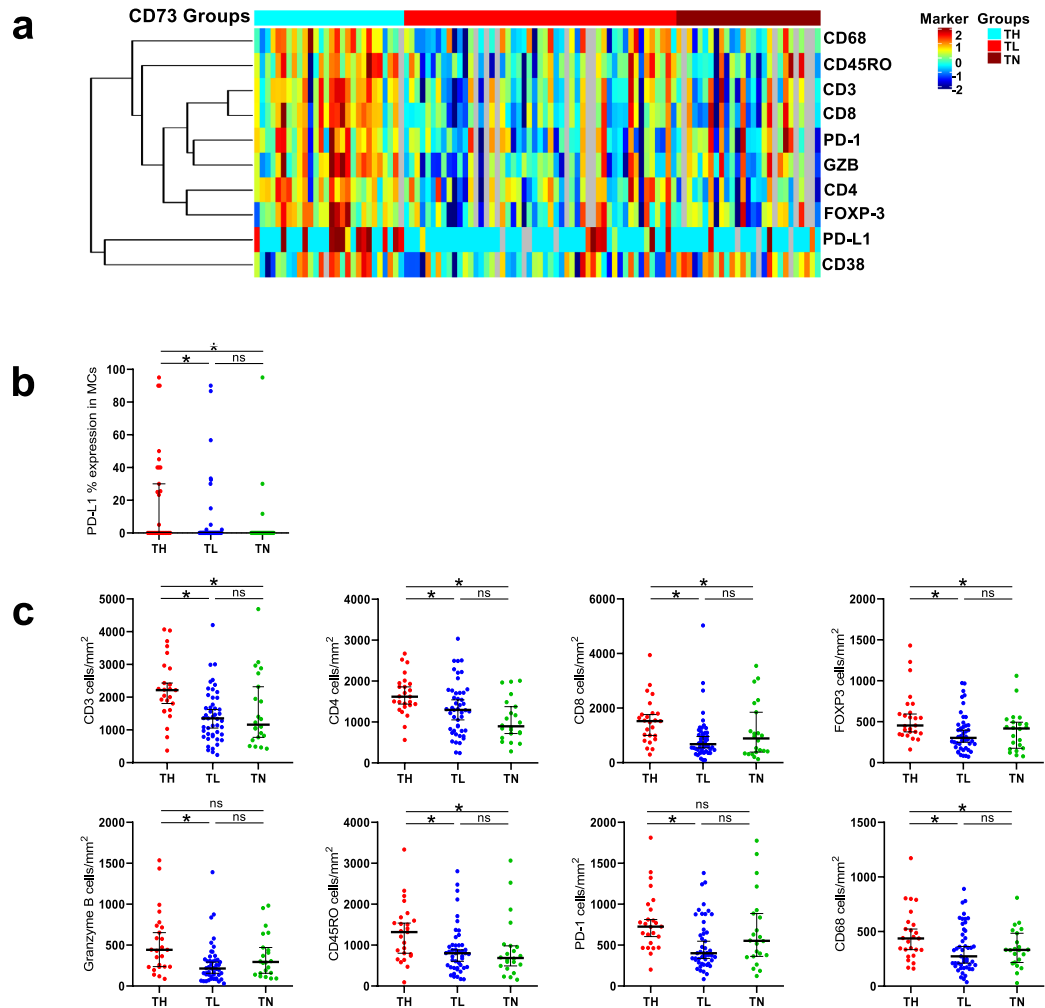 a
CD73 Groups
Marker Groups
2
1
0
-1
-2
TH
TL
TN
CD68
CD45RO
CD3
CD8
PD-1
GZB
CD4
FOXP-3
PD-L1
CD38
b
*
* ns
PD-L1 % expression in MCs
100
80
60
40
20
0
TH TL TN
c
*
* ns
CD3 cells/mm²
5000
4000
3000
2000
1000
0
TH TL TN
*
* ns
CD4 cells/mm²
4000
3000
2000
1000
0
TH TL TN
*
* ns
CD8 cells/mm²
6000
4000
2000
0
TH TL TN
*
* ns
FOXP3 cells/mm²
2000
1500
1000
500
0
TH TL TN
ns
* ns
Granzyme B cells/mm²
2000
1500
1000
500
0
TH TL TN
*
* ns
CD45RO cells/mm²
4000
3000
2000
1000
0
TH TL TN
ns
* ns
PD-1 cells/mm²
2000
1500
1000
500
0
TH TL TN
*
* ns
CD68 cells/mm²
1500
1000
500
0
TH TL TN